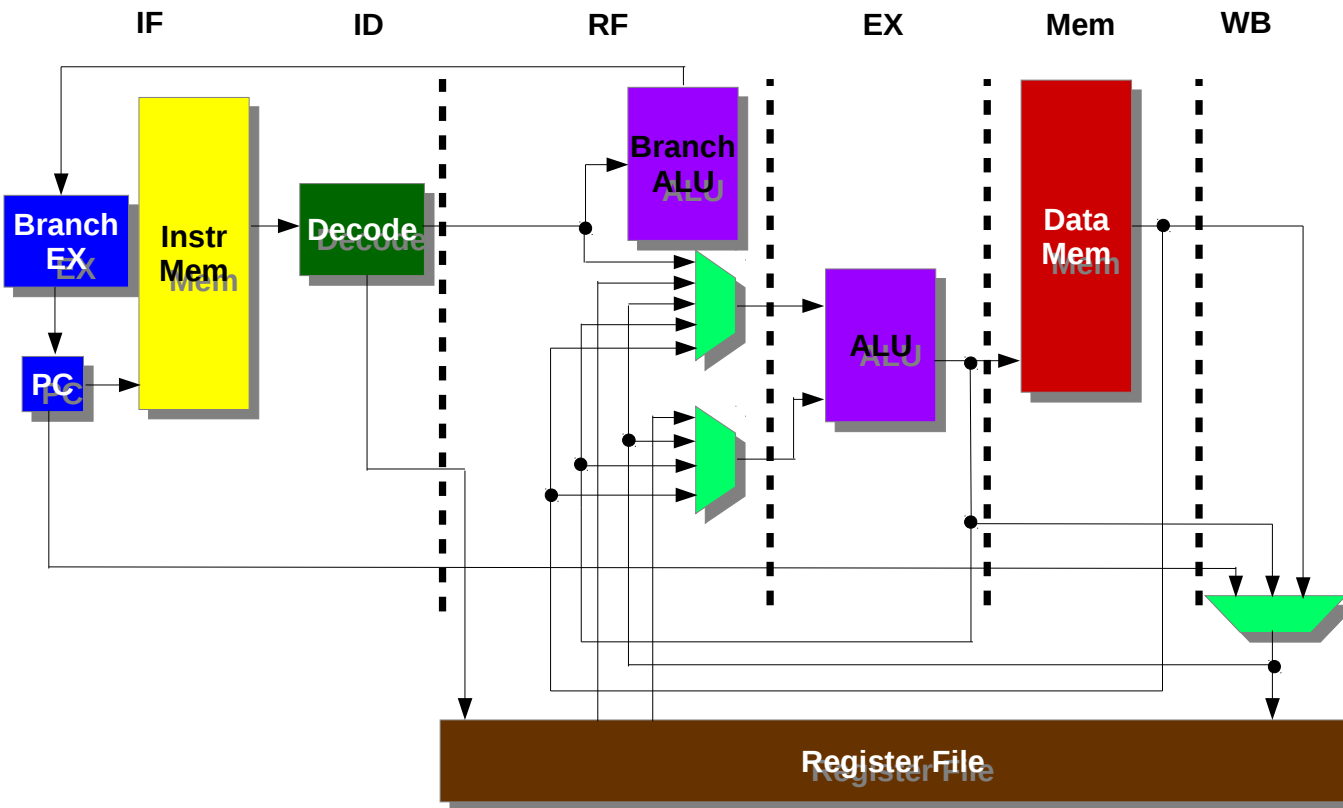 IF
ID
RF
EX
Mem
WB
Branch
EX
Instr
Mem
Decode
Branch
ALU
Data
Mem
ALU
PC
Register File